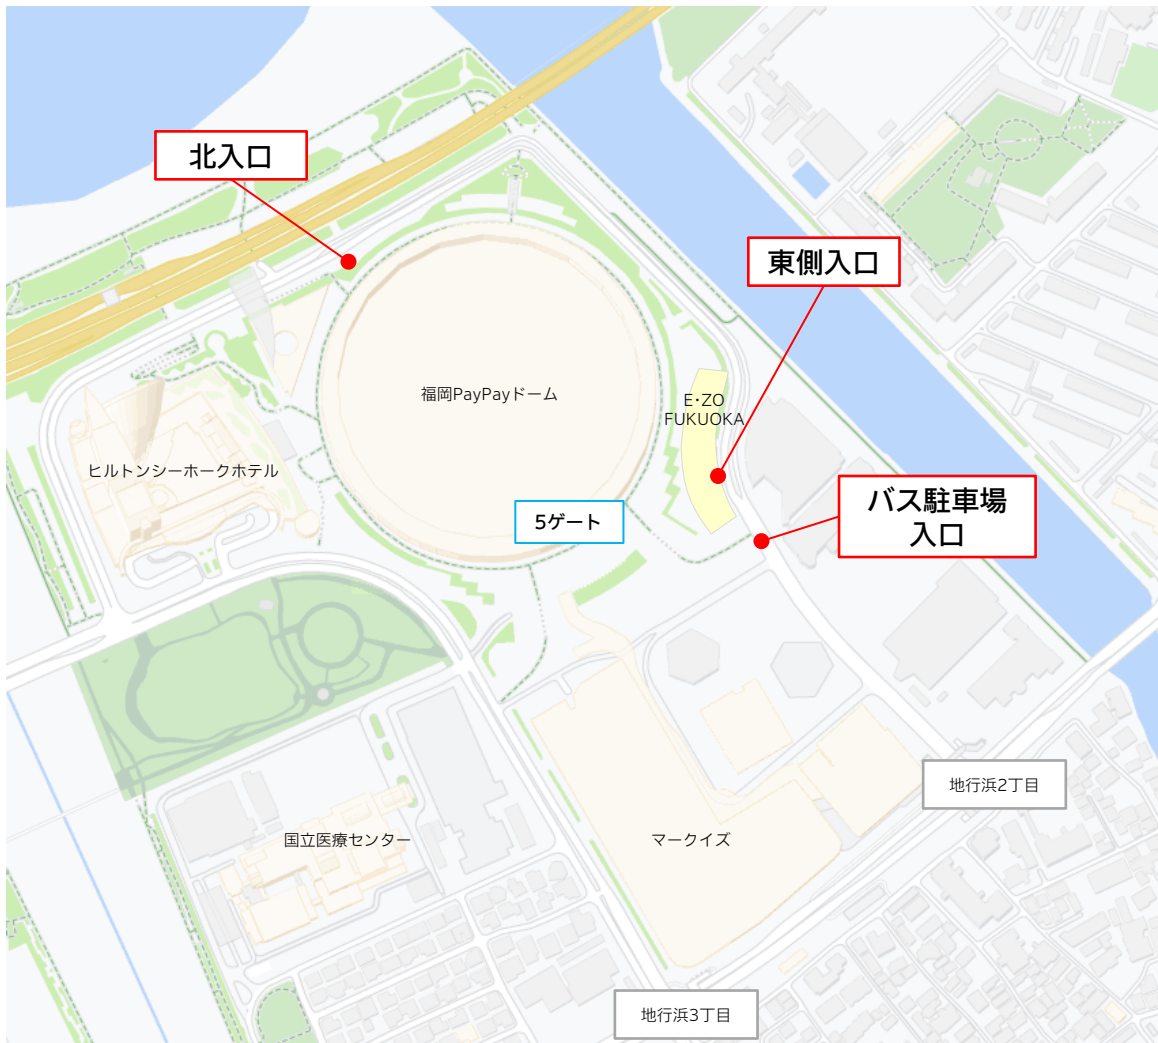 北入口
東側入口
福岡PayPayドーム
E・ZO
FUKUOKA
ヒルトンシーホークホテル
5ゲート
バス駐車場
入口
地行浜2丁目
国立医療センター
マークイズ
地行浜3丁目